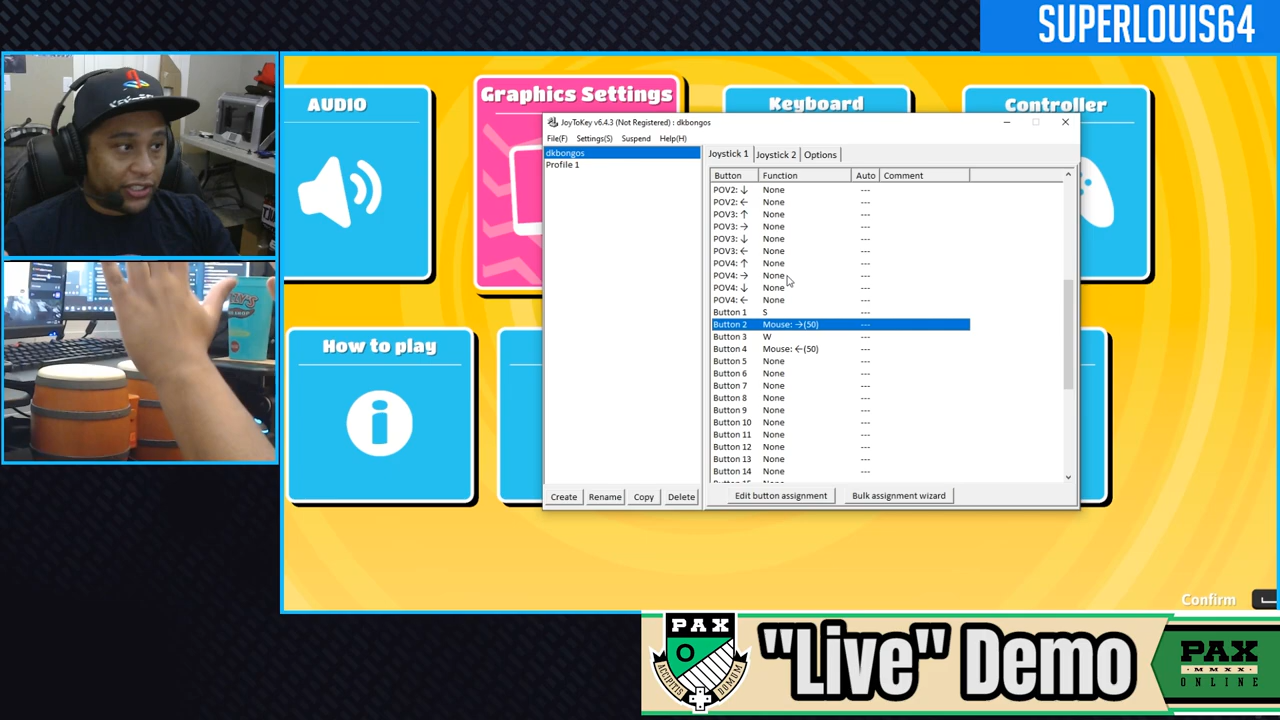 SUPERLOUIS64
AUDIO
Graphics Settings
Keyboard
Controller
How to play
JoyToKey v6.4.3 (Not Registered) : dkbongos
File(F) Settings(S) Suspend Help(H)
dkbongos
Profile 1
Joystick 1 Joystick 2 Options
Button Function Auto Comment
POV2: ↓ None ---
POV2: ← None ---
POV3: ↑ None ---
POV3: → None ---
POV3: ↓ None ---
POV3: ← None ---
POV4: ↑ None ---
POV4: → None ---
POV4: ↓ None ---
POV4: ← None ---
Button 1 S ---
Button 2 Mouse: →(50) ---
Button 3 W ---
Button 4 Mouse: ←(50) ---
Button 5 None ---
Button 6 None ---
Button 7 None ---
Button 8 None ---
Button 9 None ---
Button 10 None ---
Button 11 None ---
Button 12 None ---
Button 13 None ---
Button 14 None ---
Create Rename Copy Delete
Edit button assignment Bulk assignment wizard
Confirm
PAX
ACCIPITIS DOMUM
"Live" Demo
PAX
MMXX
ONLINE